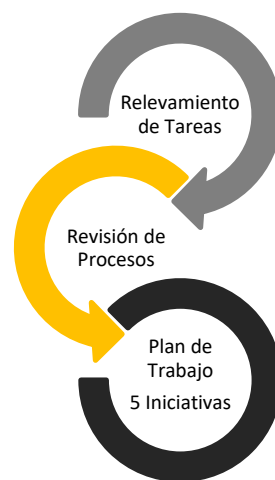 Relevamiento
de Tareas
Revisión de
Procesos
Plan de
Trabajo
5 Iniciativas